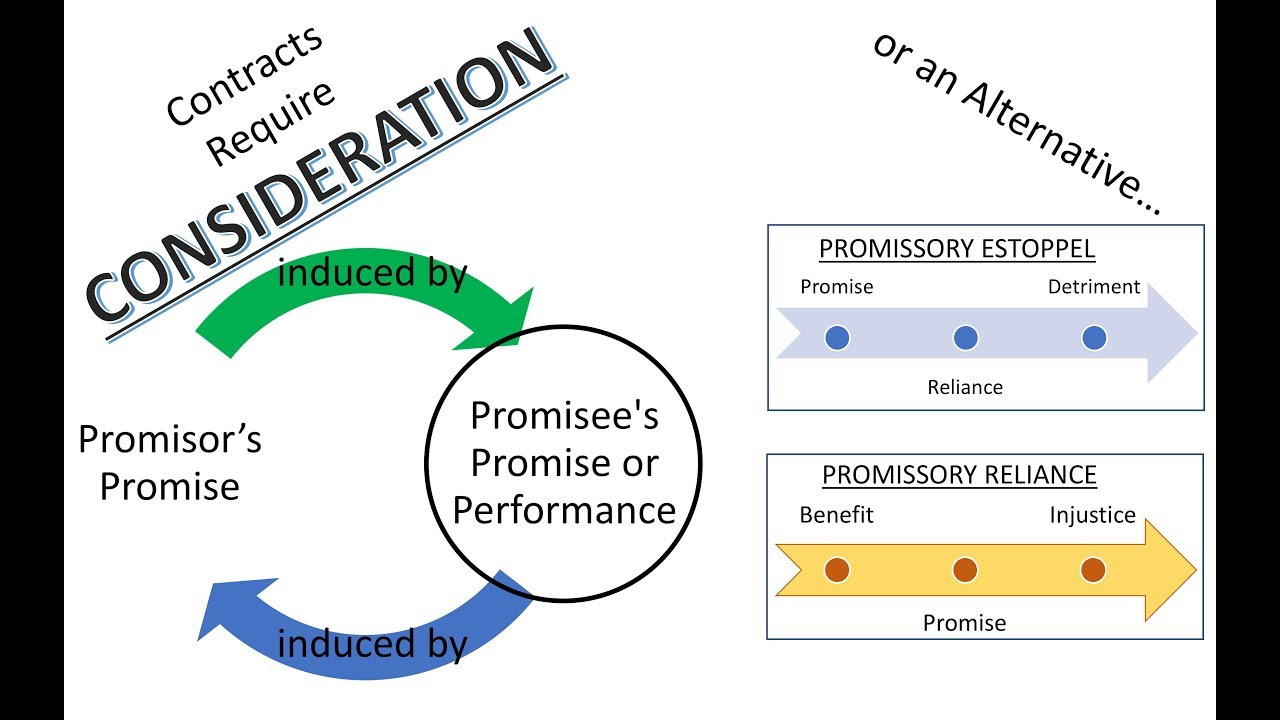 Contracts
Require
CONSIDERATION
induced by
Promisor’s
Promise
Promisee's
Promise or
Performance
induced by
or an Alternative...
PROMISSORY ESTOPPEL
Promise
Detriment
Reliance
PROMISSORY RELIANCE
Benefit
Injustice
Promise